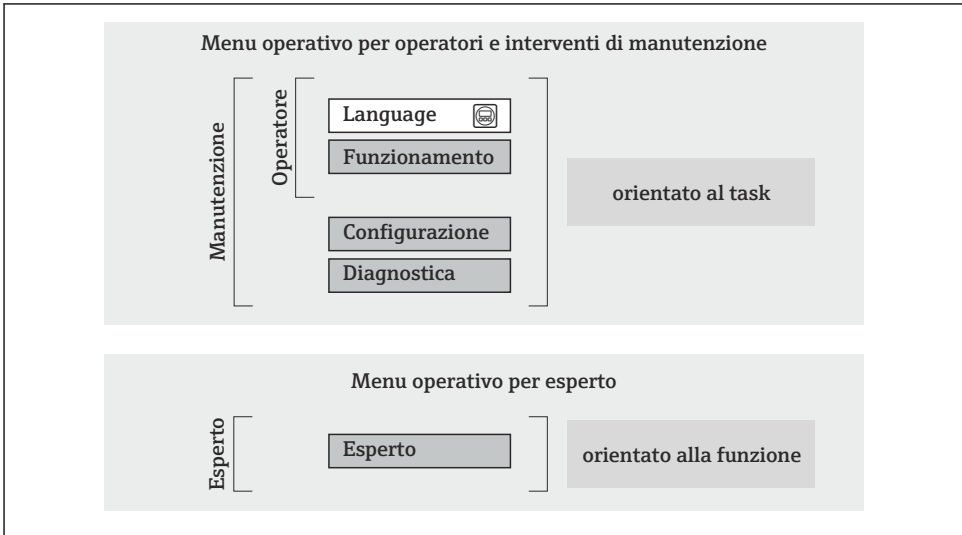 Menu operativo per operatori e interventi di manutenzione
Manutenzione
Operatore
Language
Funzionamento
Configurazione
Diagnostica
orientato al task
Menu operativo per esperto
Esperto
Esperto
orientato alla funzione